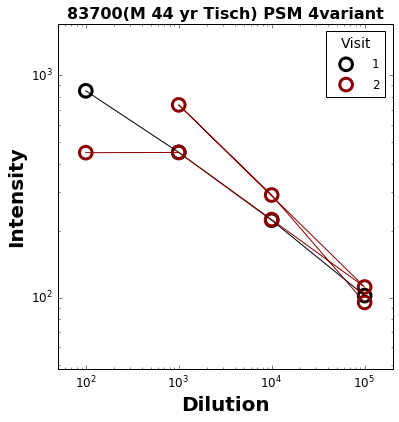 83700(M 44 yr Tisch) PSM 4variant
Visit
1
2
Intensity
10³
10²
10² 10³ 10⁴ 10⁵
Dilution